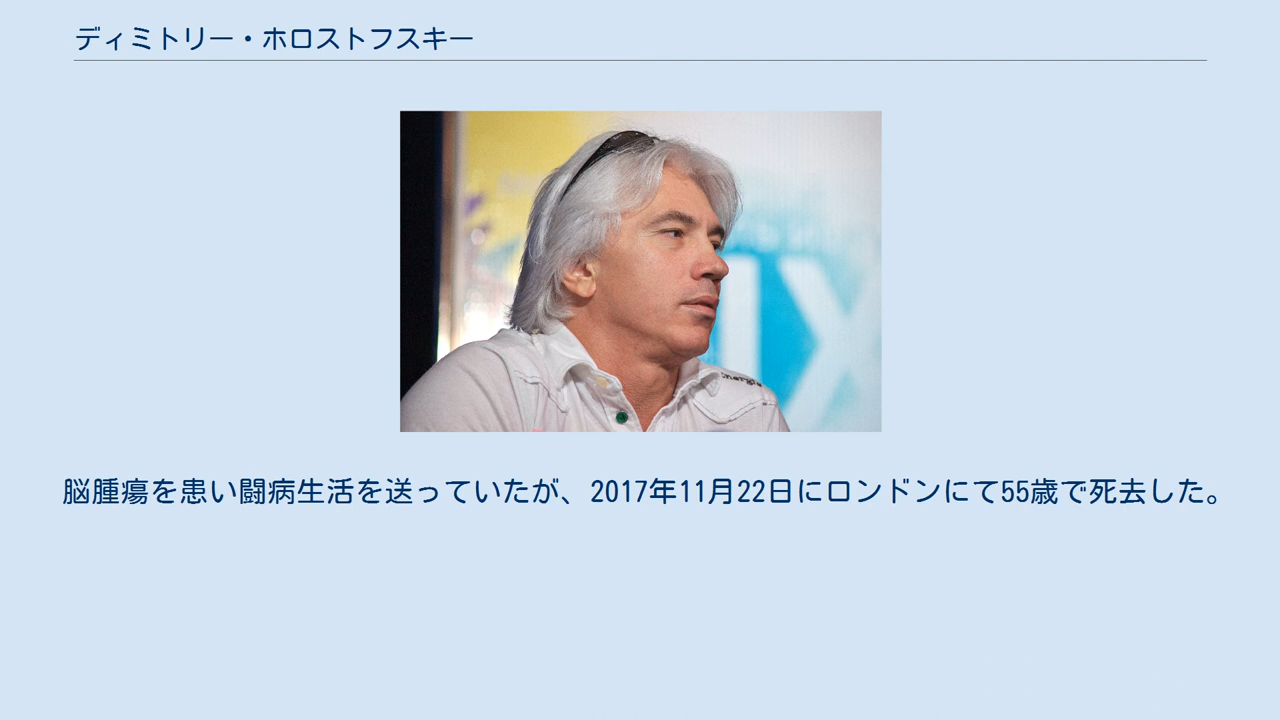 ディミトリー・ホロストフスキー
IX
脳腫瘍を患い闘病生活を送っていたが、2017年11月22日にロンドンにて55歳で死去した。